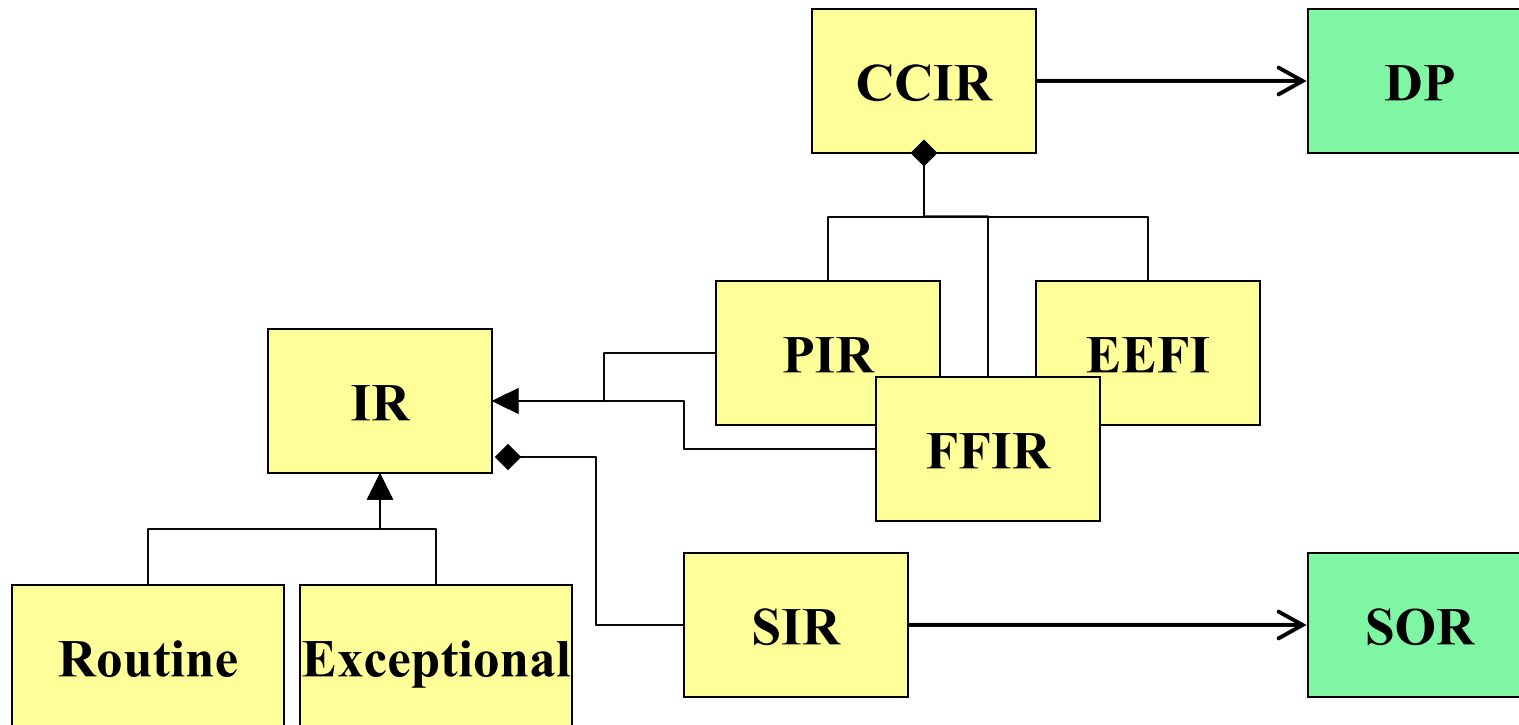 CCIR
DP
PIR
EEFI
IR
FFIR
SIR
SOR
Routine
Exceptional